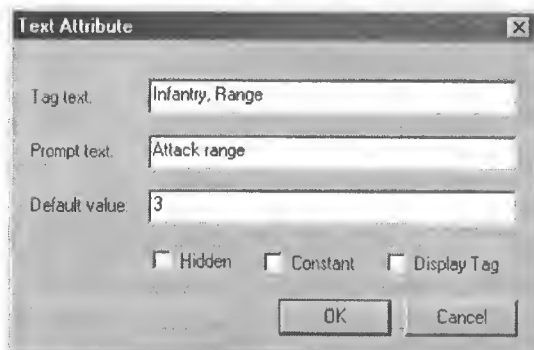 Text Attribute
Tag text: Infantry, Range
Prompt text: Attack range
Default value: 3
Hidden Constant Display Tag
OK Cancel